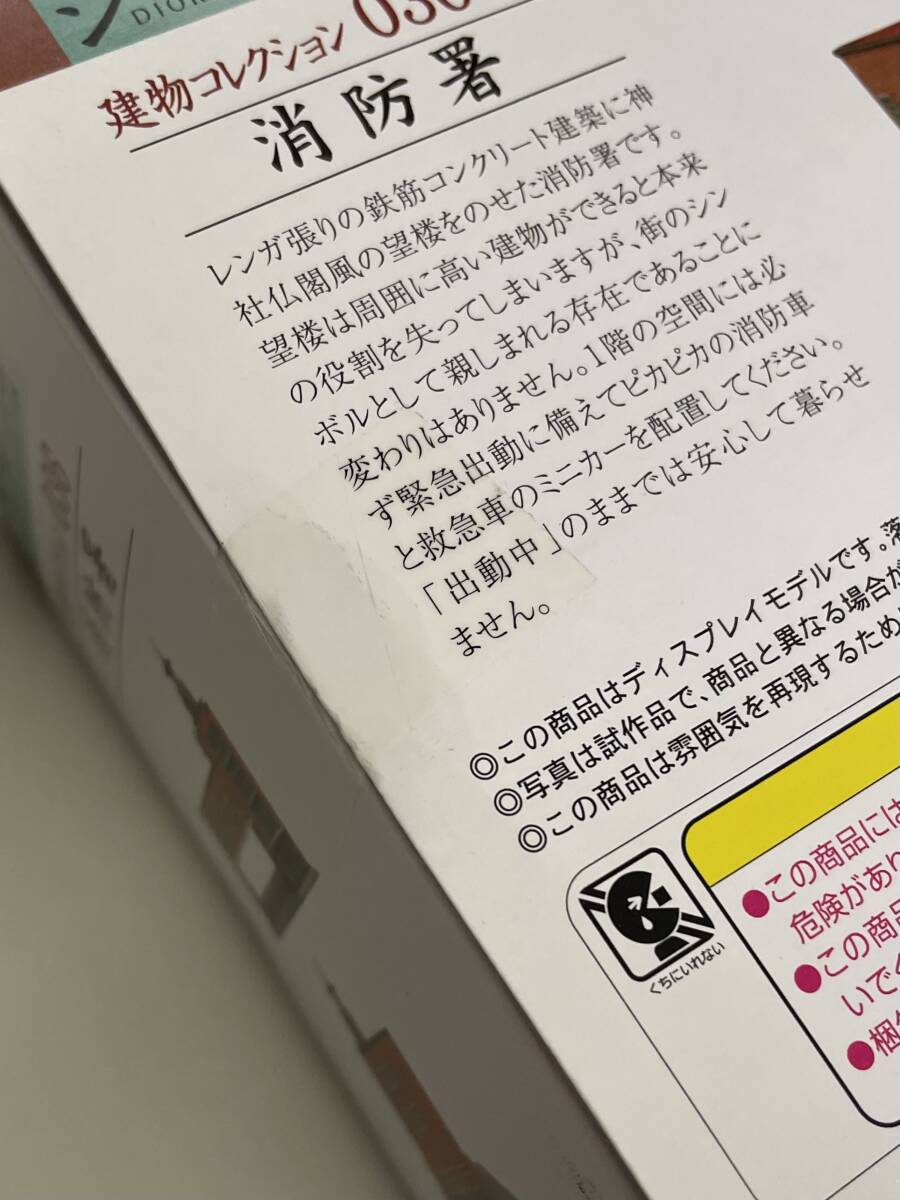 ン
DIOR
建物コレクション 030
消防署
レンガ張りの鉄筋コンクリート建築に神
社仏閣風の望楼をのせた消防署です。
望楼は周囲に高い建物ができると本来
の役割を失ってしまいますが、街のシン
ボルとして親しまれる存在であることに
変わりはありません。1階の空間には必
ず緊急出動に備えてピカピカの消防車
と救急車のミニカーを配置してください。
「出動中」のままでは安心して暮らせ
ません。
◎この商品はディスプレイモデルです。落
◎写真は試作品で、商品と異なる場合が
◎この商品は雰囲気を再現するため
くちにいれない
●この商品には
危険があり
●この商品
いでく
●梱